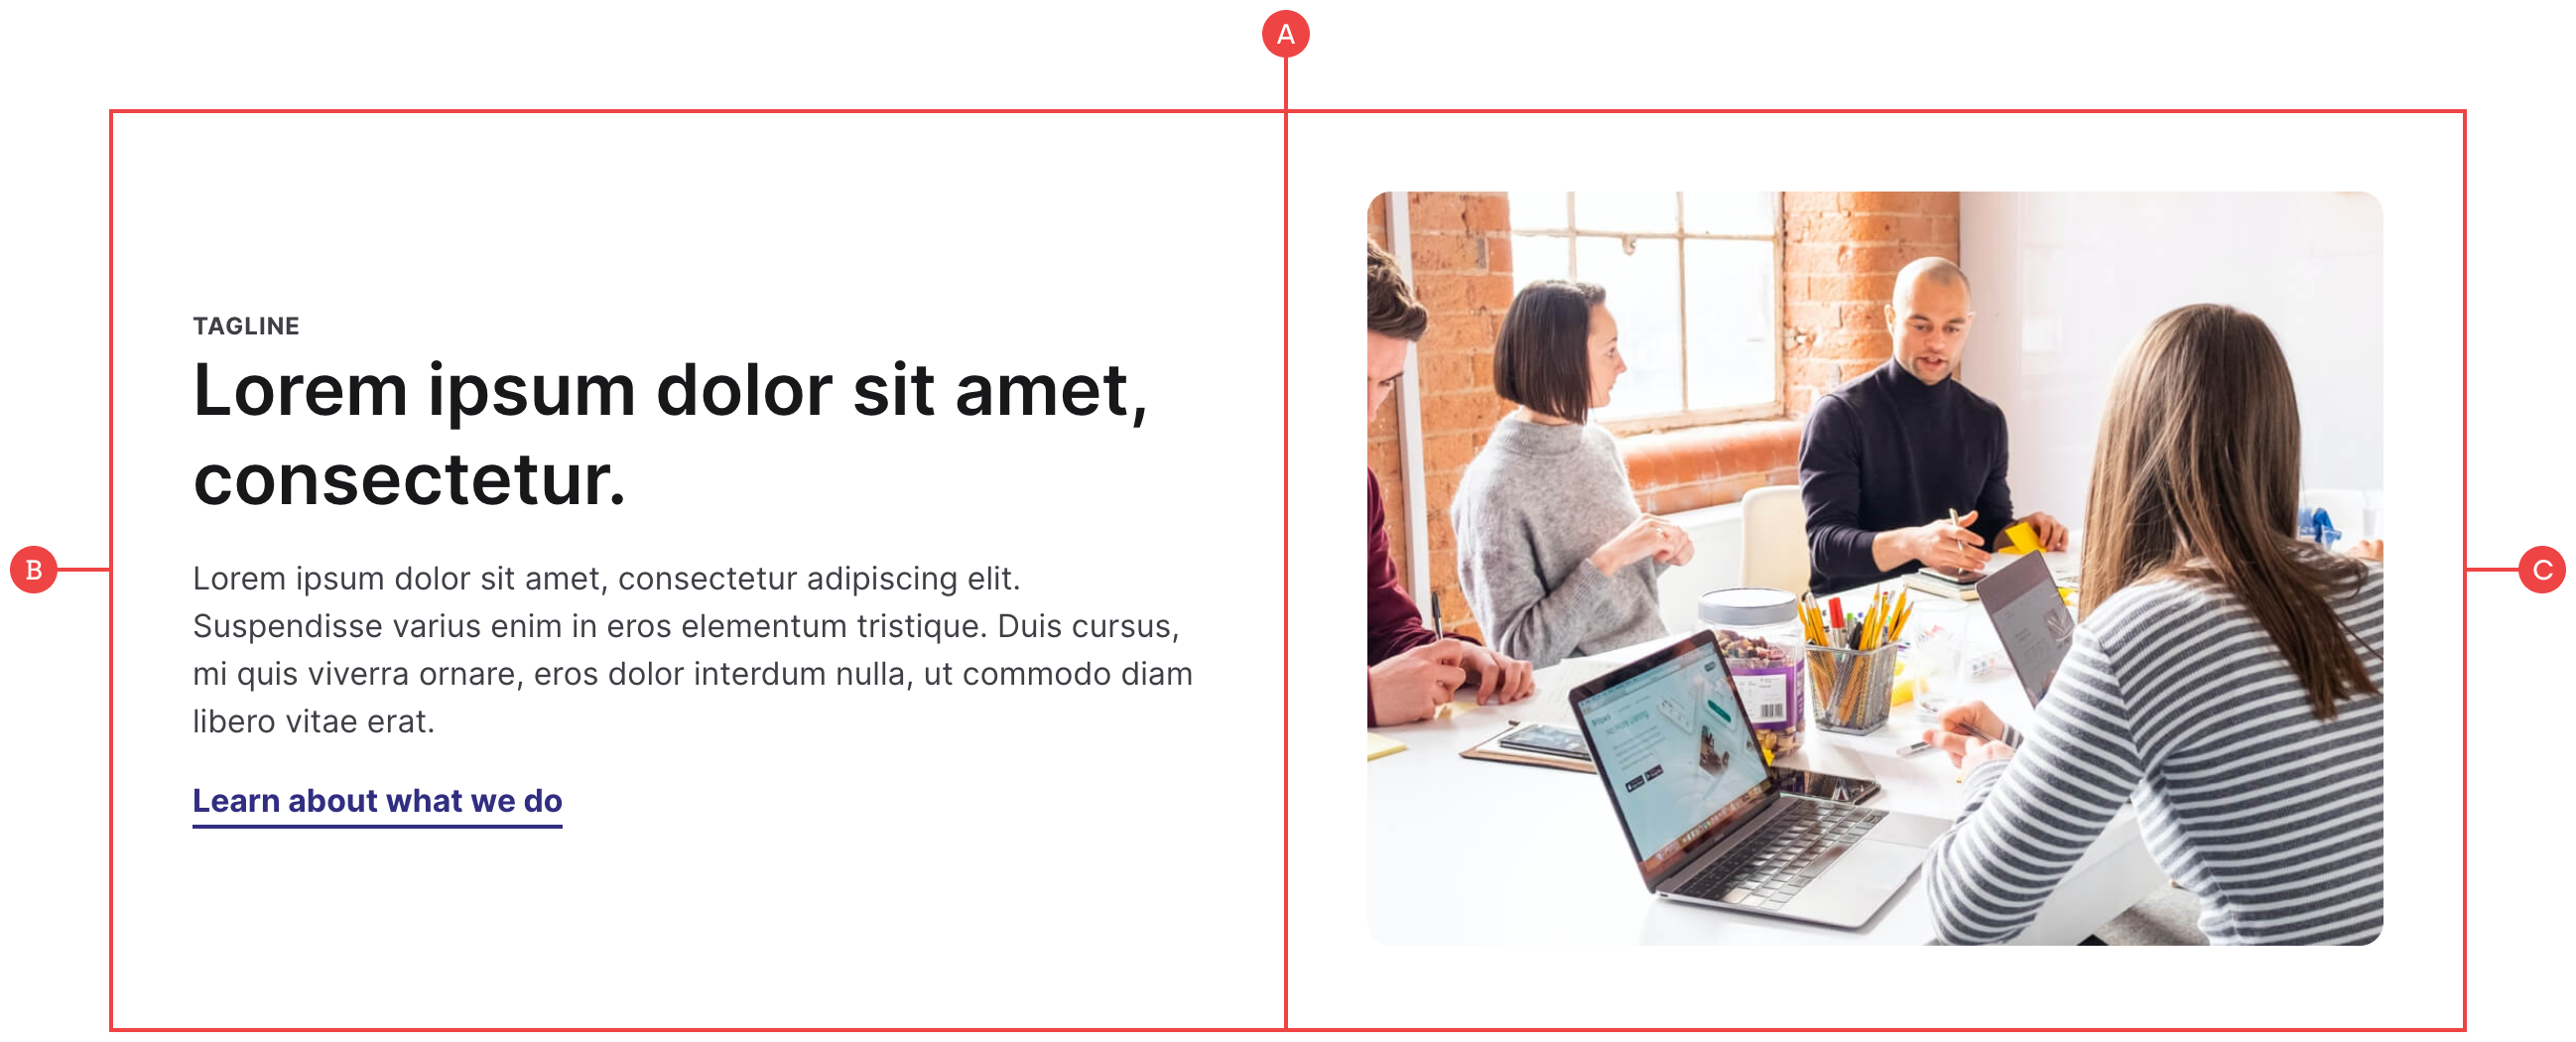 A
TAGLINE
Lorem ipsum dolor sit amet,
consectetur.
B
Lorem ipsum dolor sit amet, consectetur adipiscing elit.
Suspendisse varius enim in eros elementum tristique. Duis cursus,
mi quis viverra ornare, eros dolor interdum nulla, ut commodo diam
libero vitae erat.
Learn about what we do
C